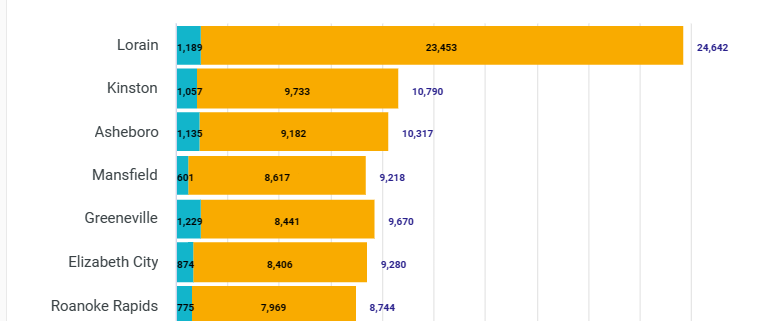 Lorain 1,189 23,453 24,642
Kinston 1,057 9,733 10,790
Asheboro 1,135 9,182 10,317
Mansfield 601 8,617 9,218
Greeneville 1,229 8,441 9,670
Elizabeth City 874 8,406 9,280
Roanoke Rapids 775 7,969 8,744